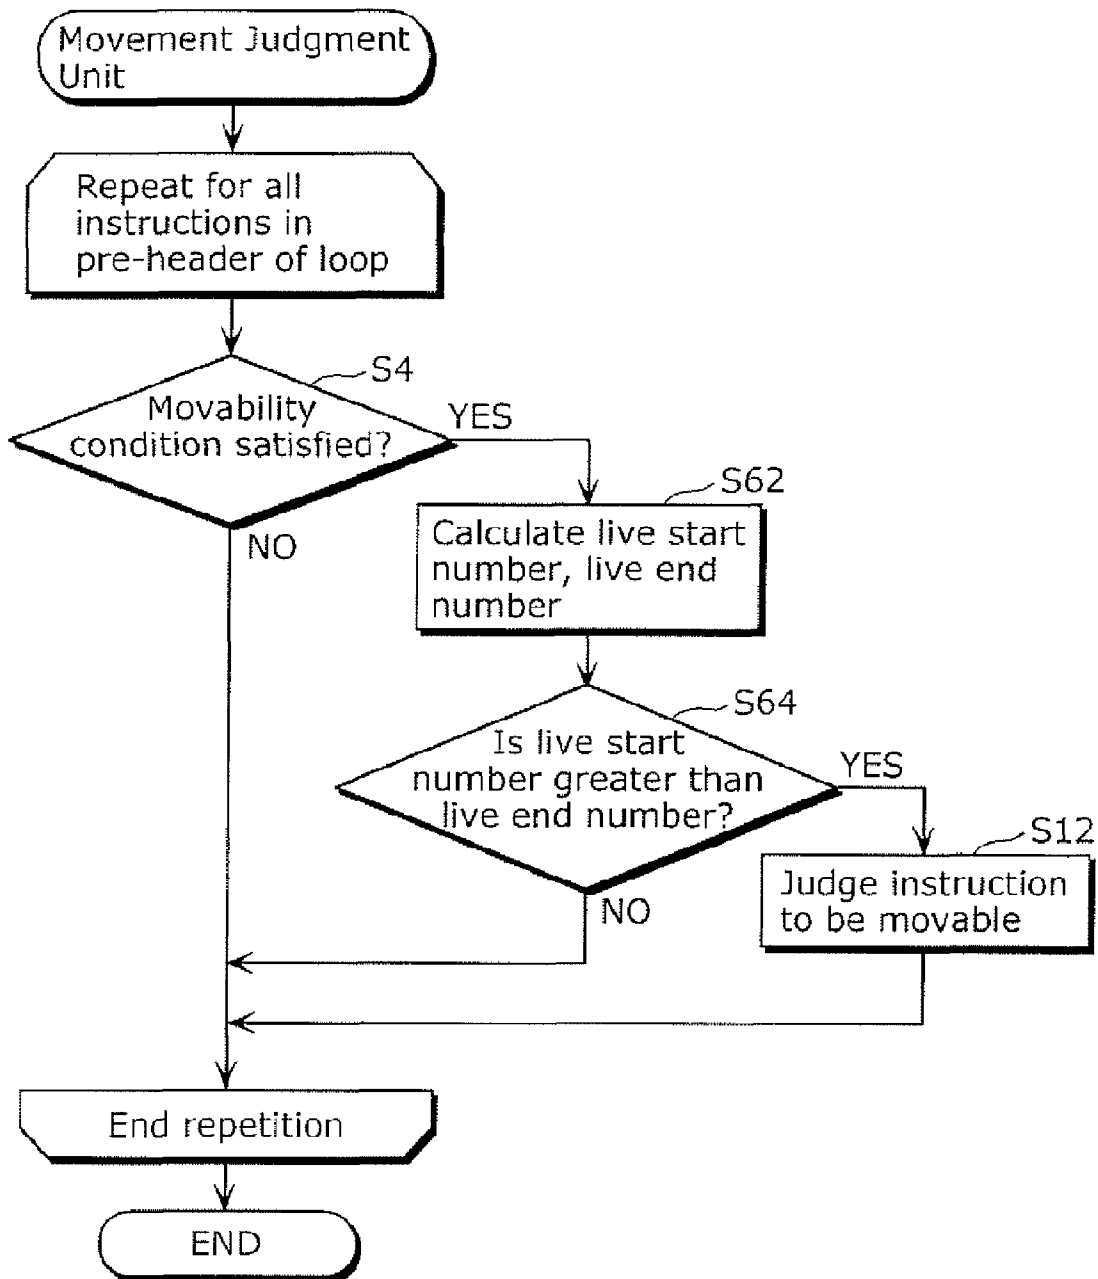 Movement Judgment
Unit
Repeat for all
instructions in
pre-header of loop
S4
Movability
condition satisfied?
YES
NO
S62
Calculate live start
number, live end
number
S64
Is live start
number greater than
live end number?
YES
NO
S12
Judge instruction
to be movable
End repetition
END